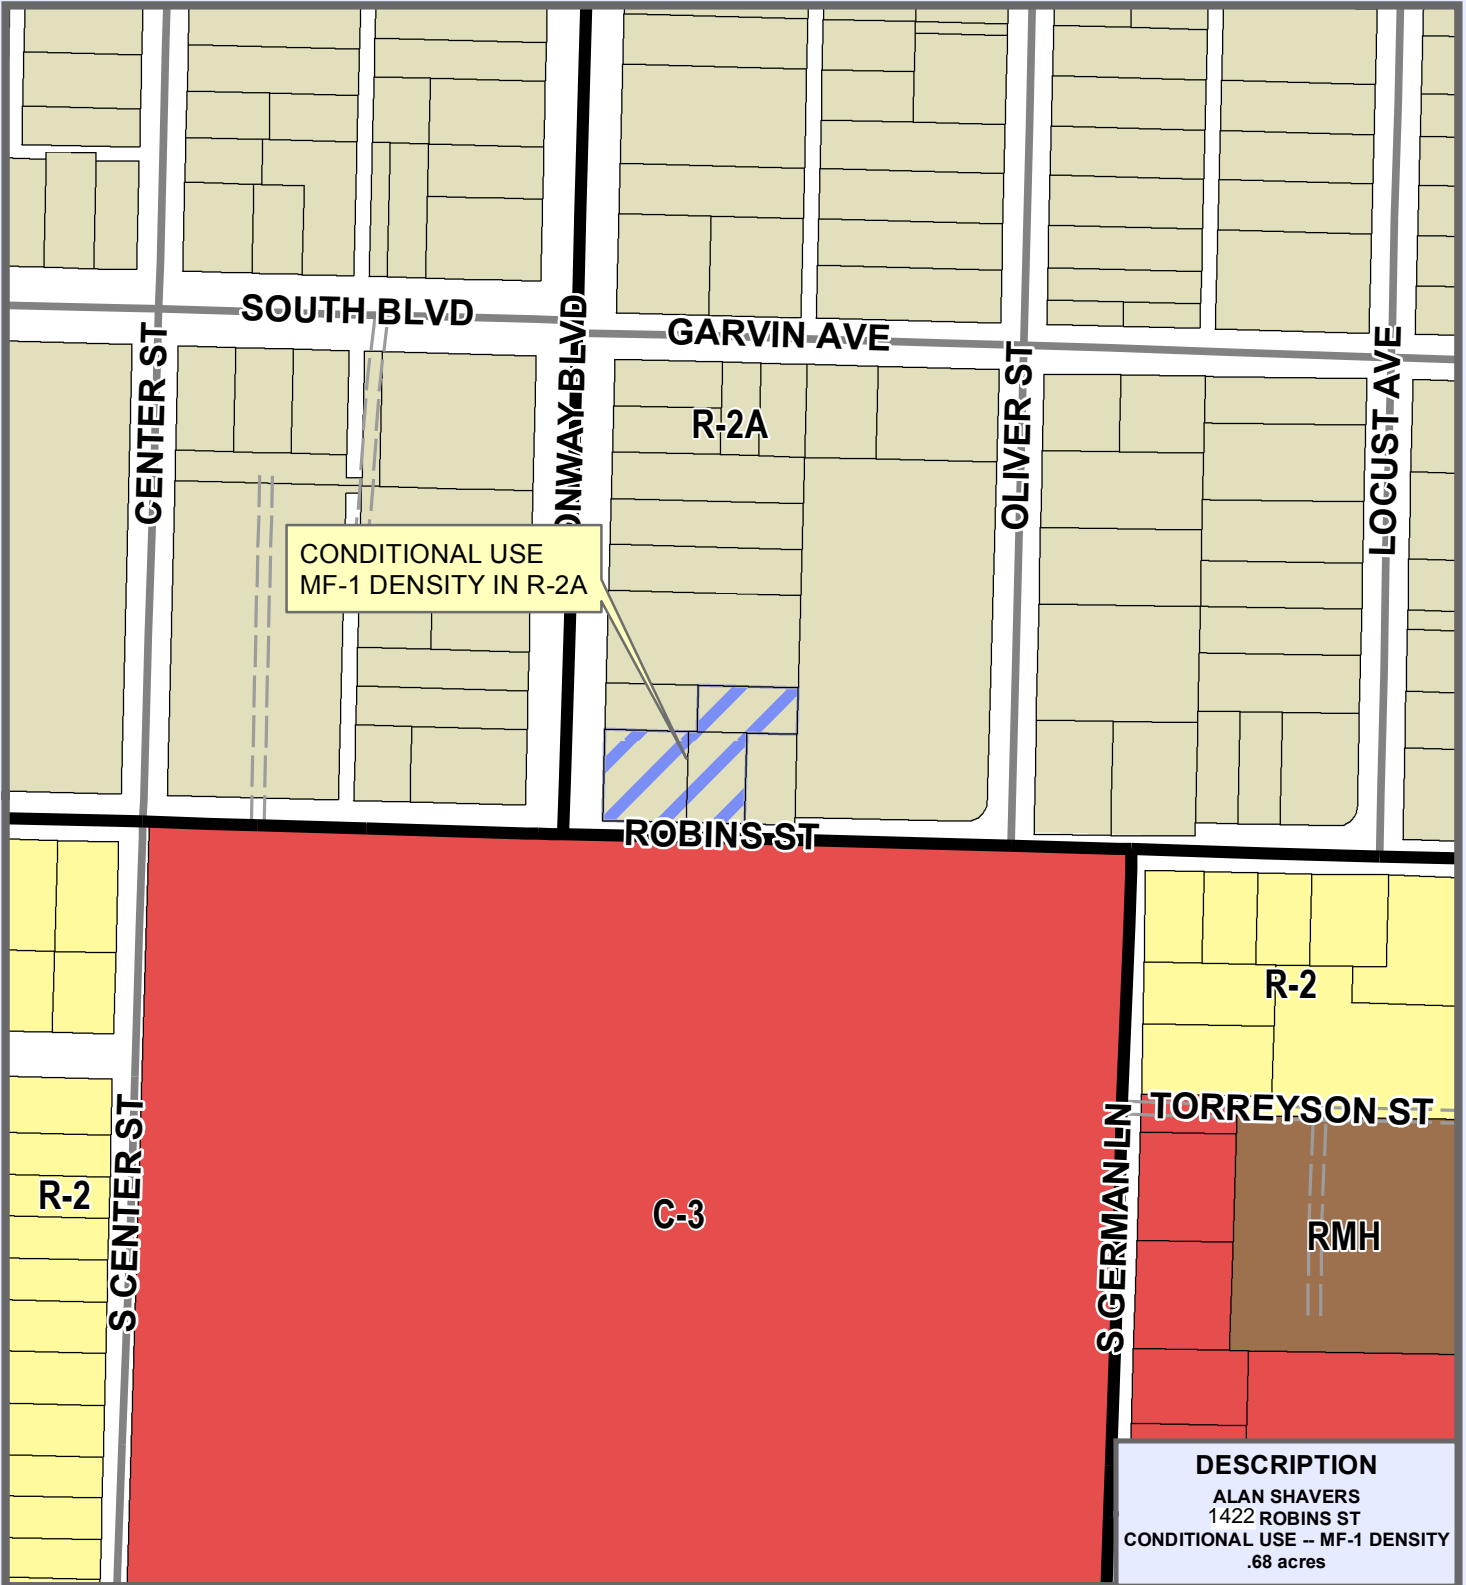 SOUTH BLVD
GARVIN AVE
CENTER ST
ONWAY BLVD
R-2A
OLIVER ST
LOCUST AVE
CONDITIONAL USE
MF-1 DENSITY IN R-2A
ROBINS ST
R-2
TORREYSON ST
S CENTER ST
R-2
C-3
S GERMAN LN
RMH
DESCRIPTION
ALAN SHAVERS
1422 ROBINS ST
CONDITIONAL USE -- MF-1 DENSITY
.68 acres